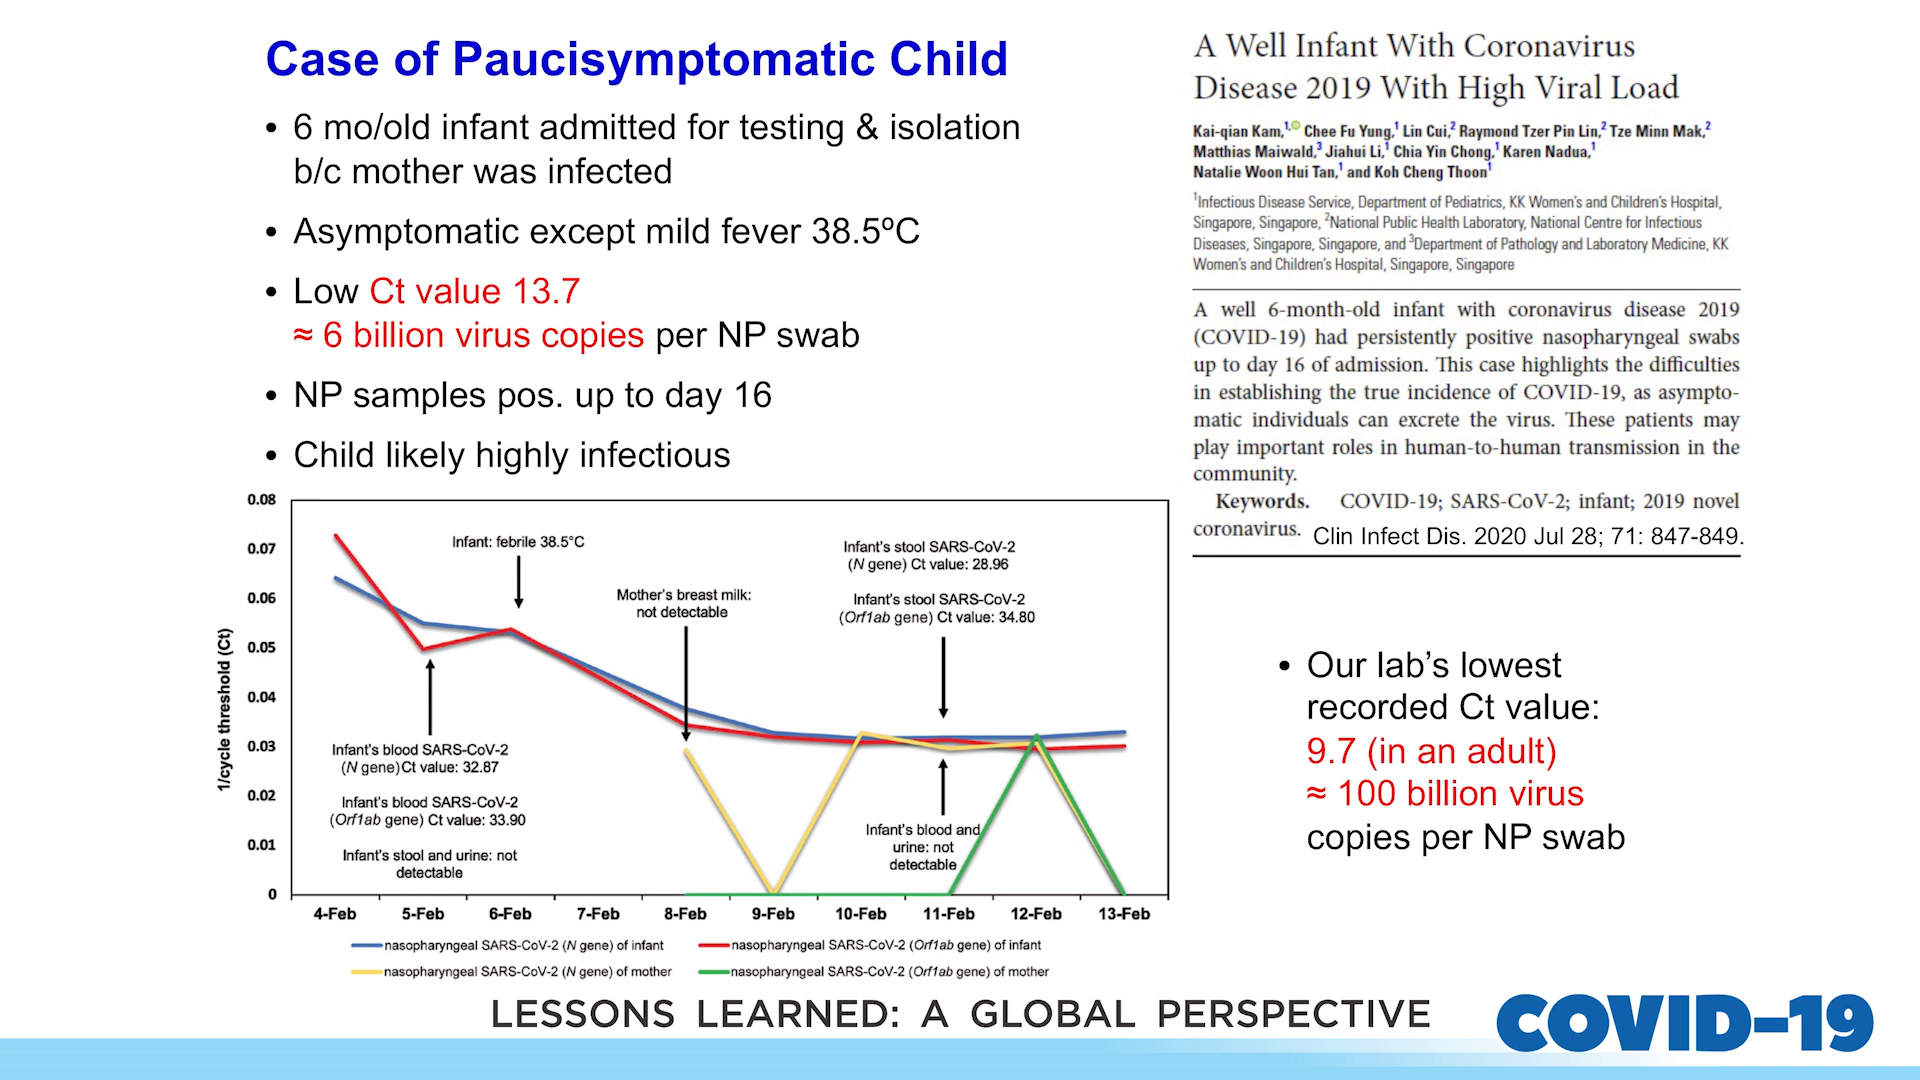 Case of Paucisymptomatic Child
• 6 mo/old infant admitted for testing & isolation
b/c mother was infected
• Asymptomatic except mild fever 38.5ºC
• Low Ct value 13.7
≈ 6 billion virus copies per NP swab
• NP samples pos. up to day 16
• Child likely highly infectious
A Well Infant With Coronavirus
Disease 2019 With High Viral Load
Kai-qian Kam,1, Chee Fu Yung,1 Lin Cui,2 Raymond Tzer Pin Lin,2 Tze Minn Mak,2
Matthias Maiwald,3 Jiahui Li,1 Chia Yin Chong,1 Karen Nadua,1
Natalie Woon Hui Tan,1 and Koh Cheng Thoon1
1Infectious Disease Service, Department of Pediatrics, KK Women's and Children's Hospital,
Singapore, Singapore, 2National Public Health Laboratory, National Centre for Infectious
Diseases, Singapore, Singapore, and 3Department of Pathology and Laboratory Medicine, KK
Women's and Children's Hospital, Singapore, Singapore
A well 6-month-old infant with coronavirus disease 2019
(COVID-19) had persistently positive nasopharyngeal swabs
up to day 16 of admission. This case highlights the difficulties
in establishing the true incidence of COVID-19, as asympto-
matic individuals can excrete the virus. These patients may
play important roles in human-to-human transmission in the
community.
Keywords. COVID-19; SARS-CoV-2; infant; 2019 novel
coronavirus. Clin Infect Dis. 2020 Jul 28; 71: 847-849.
• Our lab's lowest
recorded Ct value:
9.7 (in an adult)
≈ 100 billion virus
copies per NP swab
1/cycle threshold (Ct)
0.08
0.07
0.06
0.05
0.04
0.03
0.02
0.01
0
Infant: febrile 38.5°C
Mother's breast milk:
not detectable
Infant's stool SARS-CoV-2
(N gene) Ct value: 28.96
Infant's stool SARS-CoV-2
(Orf1ab gene) Ct value: 34.80
Infant's blood SARS-CoV-2
(N gene)Ct value: 32.87
Infant's blood SARS-CoV-2
(Orf1ab gene) Ct value: 33.90
Infant's stool and urine: not
detectable
Infant's blood and
urine: not
detectable
4-Feb 5-Feb 6-Feb 7-Feb 8-Feb 9-Feb 10-Feb 11-Feb 12-Feb 13-Feb
nasopharyngeal SARS-CoV-2 (N gene) of infant nasopharyngeal SARS-CoV-2 (Orf1ab gene) of infant
nasopharyngeal SARS-CoV-2 (N gene) of mother nasopharyngeal SARS-CoV-2 (Orf1ab gene) of mother
LESSONS LEARNED: A GLOBAL PERSPECTIVE
COVID-19